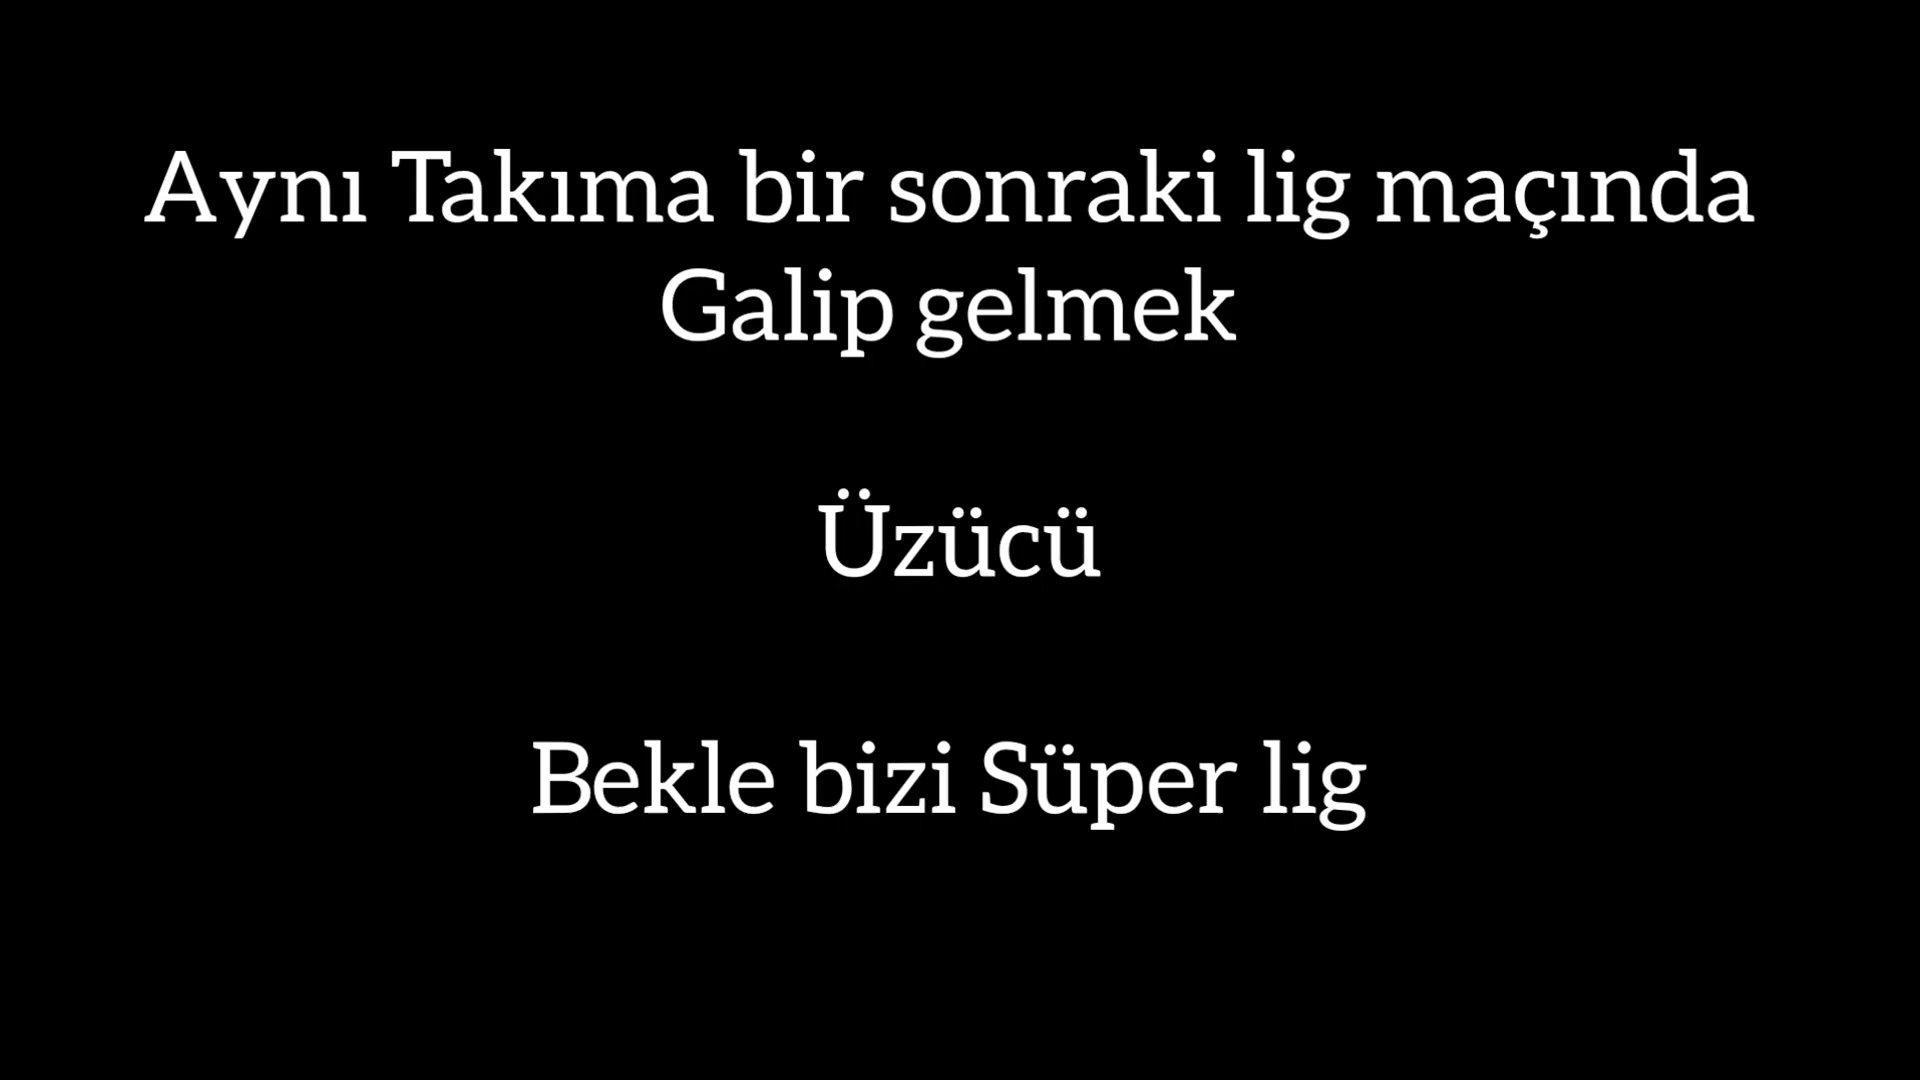 Aynı Takıma bir sonraki lig maçında
Galip gelmek
Üzücü
Bekle bizi Süper lig